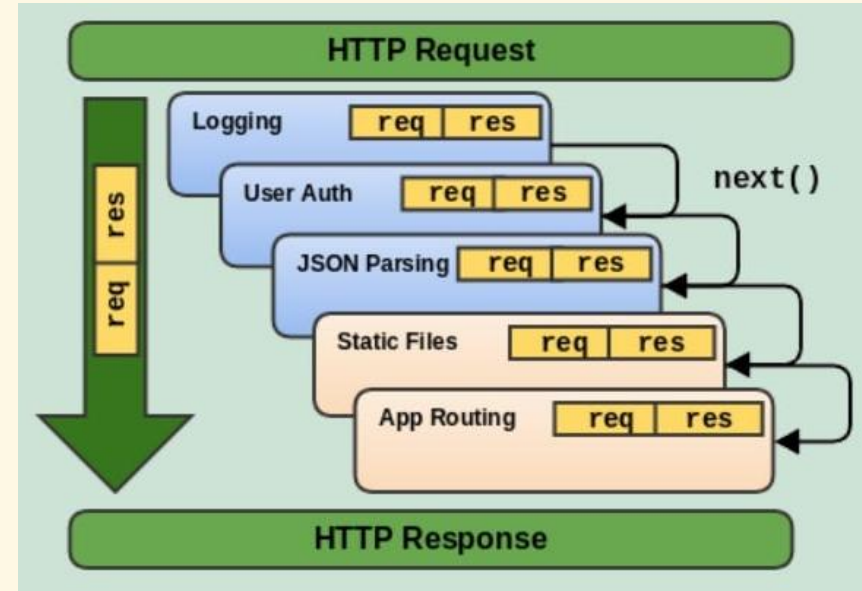 HTTP Request
Logging req res
next()
User Auth req res
JSON Parsing req res
Static Files req res
App Routing req res
req res
HTTP Response